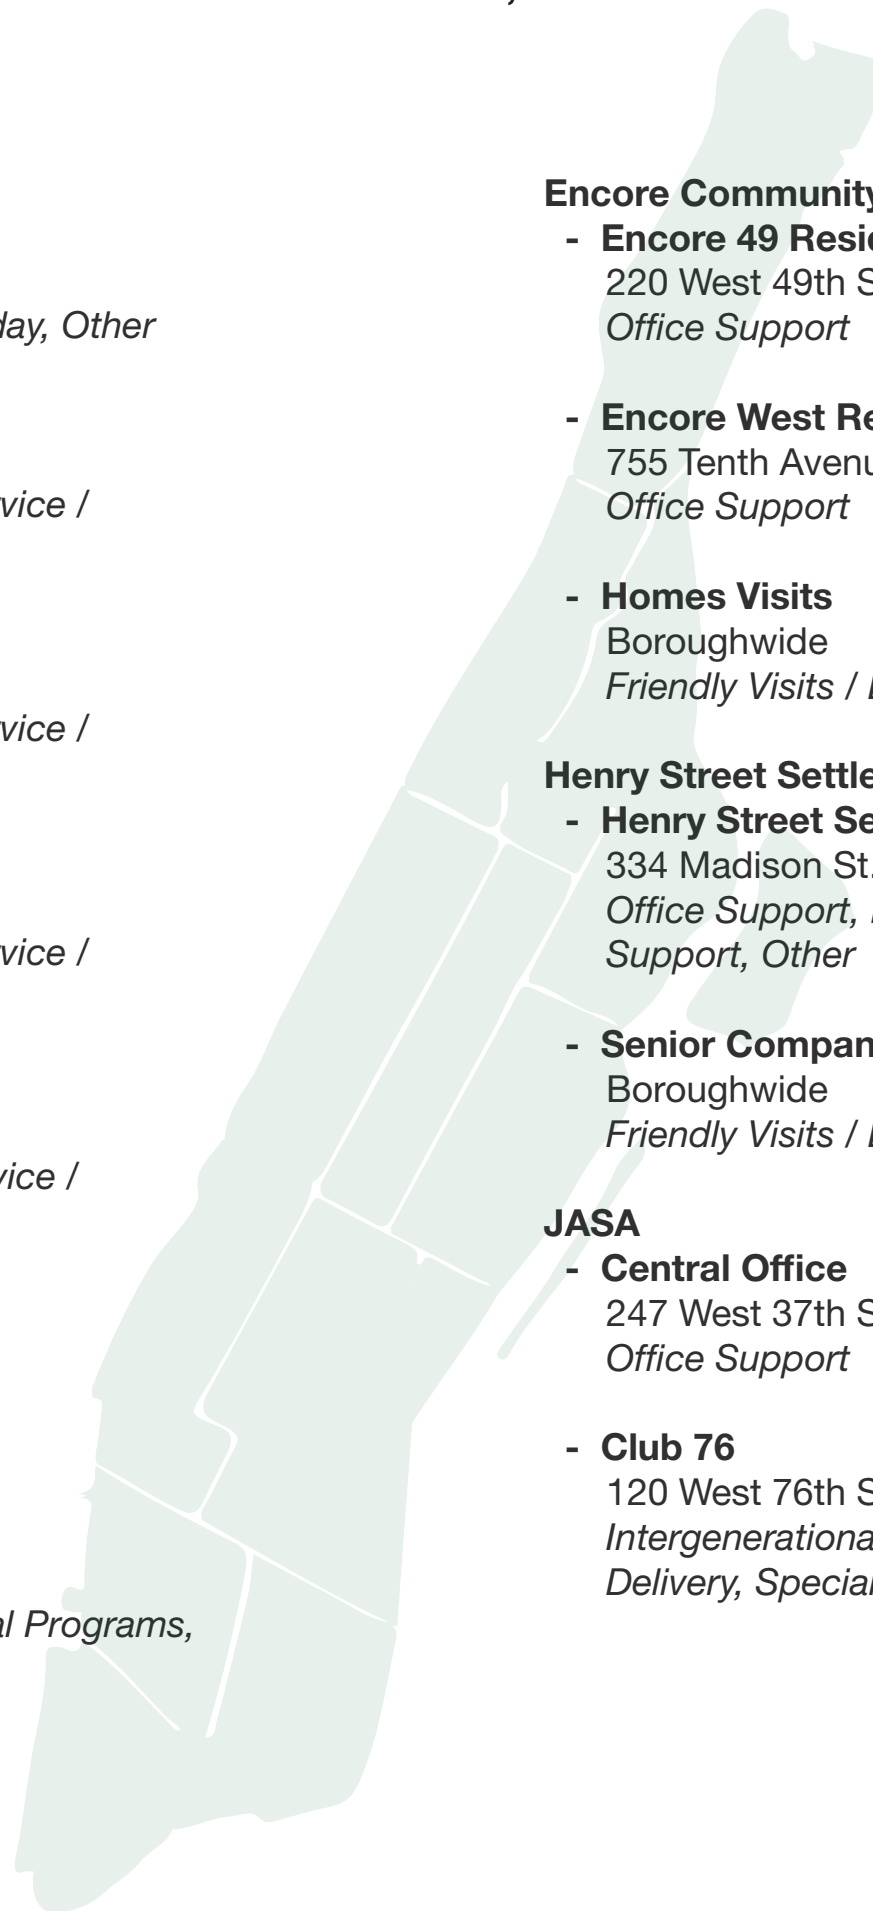 day, Other
vice /
vice /
vice /
vice /
al Programs,
Encore Community
- Encore 49 Resi
220 West 49th S
Office Support
- Encore West Re
755 Tenth Avenu
Office Support
- Homes Visits
Boroughwide
Friendly Visits /
Henry Street Settle
- Henry Street Se
334 Madison St.
Office Support,
Support, Other
- Senior Compan
Boroughwide
Friendly Visits /
JASA
- Central Office
247 West 37th S
Office Support
- Club 76
120 West 76th S
Intergenerationa
Delivery, Special